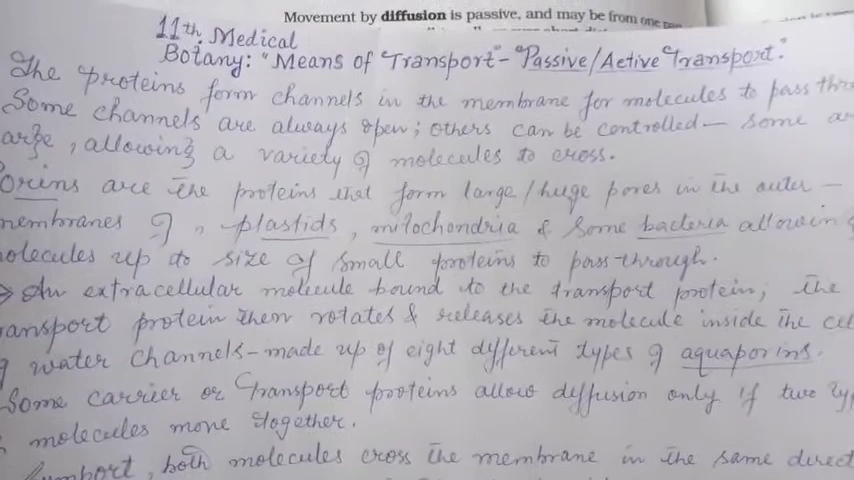 Movement by diffusion is passive, and may be from one
11th Medical
Botany: "Means of Transport" - "Passive/Active Transport".
The proteins form channels in the membrane for molecules to pass
Some channels are always open; others can be controlled - some
allowing a variety of molecules to cross.
are the proteins that form large/huge pores in the outer -
membranes of plastids, mitochondria & some bacteria
up to size of small proteins to pass through.
→ An extracellular molecule bound to the transport protein; the
protein then rotates & releases the molecule inside the
water channels - made up of eight different types of aquaporins.
Some carrier or transport proteins allow diffusion only if two
molecules move together.
both molecules cross the membrane in the same